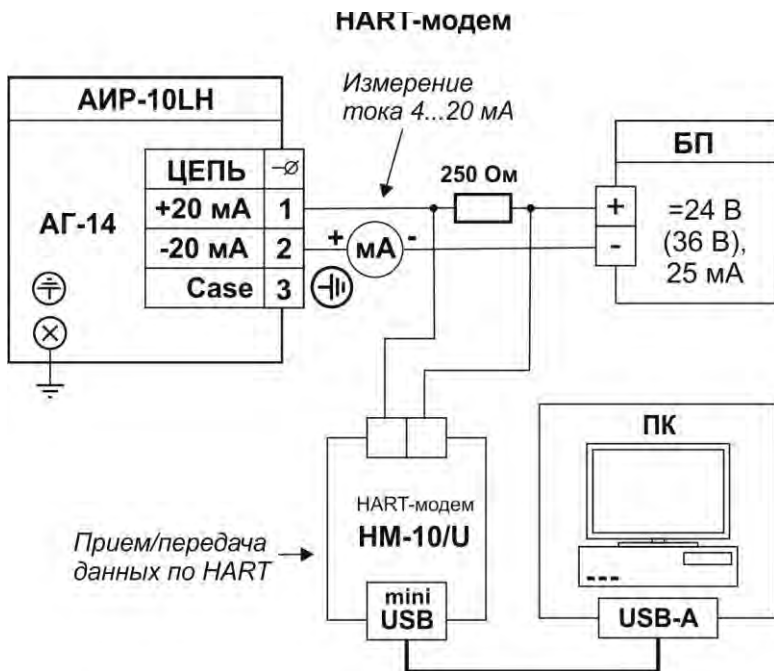 HART-модем
АИР-10LH
Измерение
тока 4...20 мА
БП
ЦЕПЬ
250 Ом
+20 мА 1
+
=24 В
АГ-14
-20 мА 2
+ мА -
-
(36 В),
25 мА
Case 3
ПК
HART-модем
HM-10/U
Прием/передача
данных по HART
mini
USB
USB-A